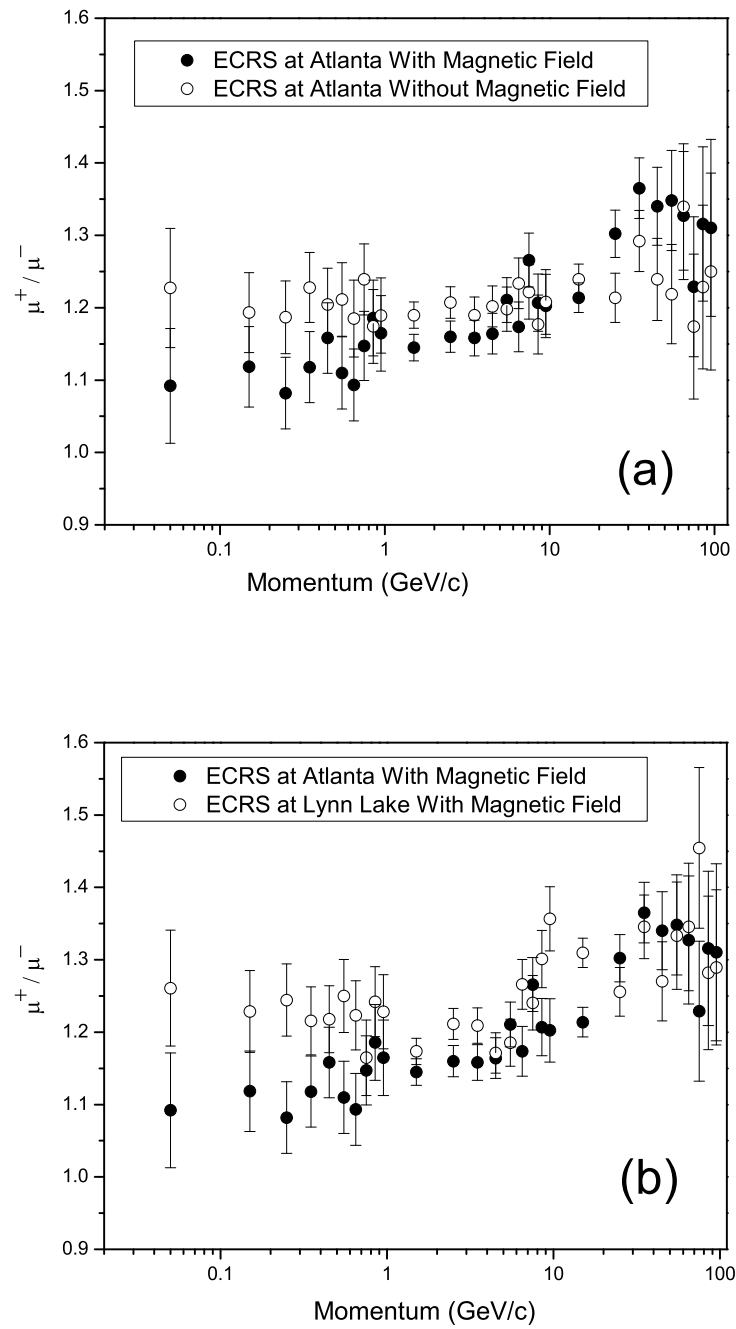 1.6
ECRS at Atlanta With Magnetic Field
ECRS at Atlanta Without Magnetic Field
1.5
1.4
1.3
μ⁺ / μ⁻
1.2
1.1
1.0
(a)
0.9
0.1 1 10 100
Momentum (GeV/c)
1.6
ECRS at Atlanta With Magnetic Field
ECRS at Lynn Lake With Magnetic Field
1.5
1.4
1.3
μ⁺ / μ⁻
1.2
1.1
1.0
(b)
0.9
0.1 1 10 100
Momentum (GeV/c)